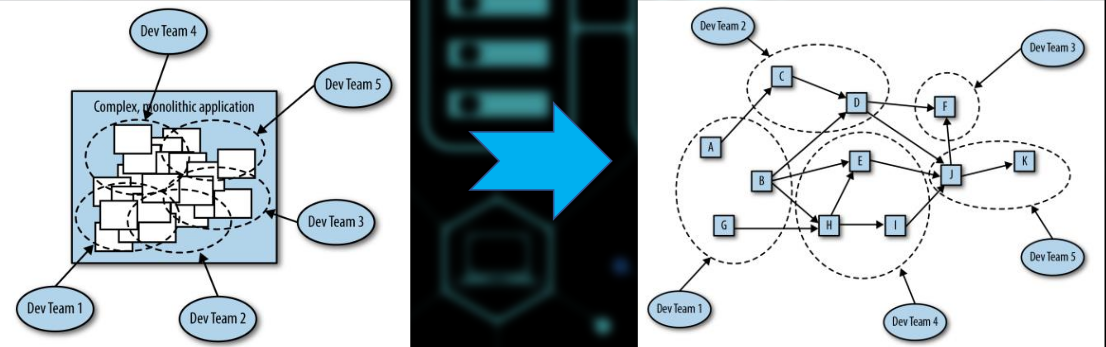 Dev Team 4
Dev Team 5
Complex, monolithic application
Dev Team 3
Dev Team 1
Dev Team 2
Dev Team 2
Dev Team 3
C
D
F
A
B
E
J
K
G
H
I
Dev Team 5
Dev Team 1
Dev Team 4